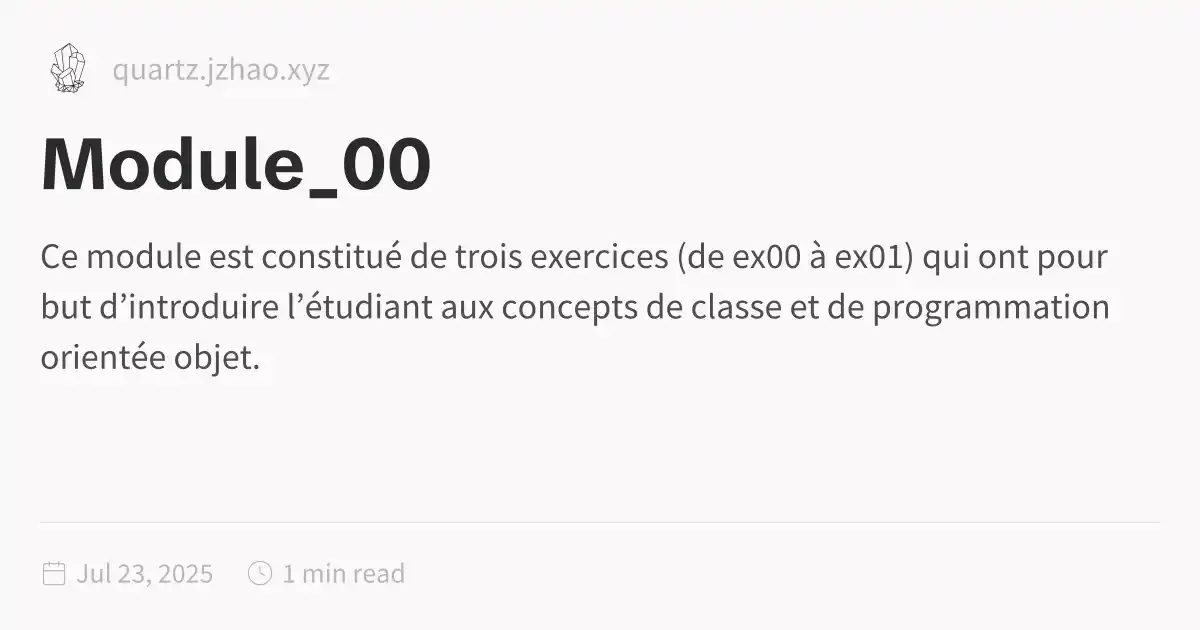 quartz.jzhao.xyz
Module_00
Ce module est constitué de trois exercices (de ex00 à ex01) qui ont pour
but d’introduire l’étudiant aux concepts de classe et de programmation
orientée objet.
Jul 23, 2025 1 min read